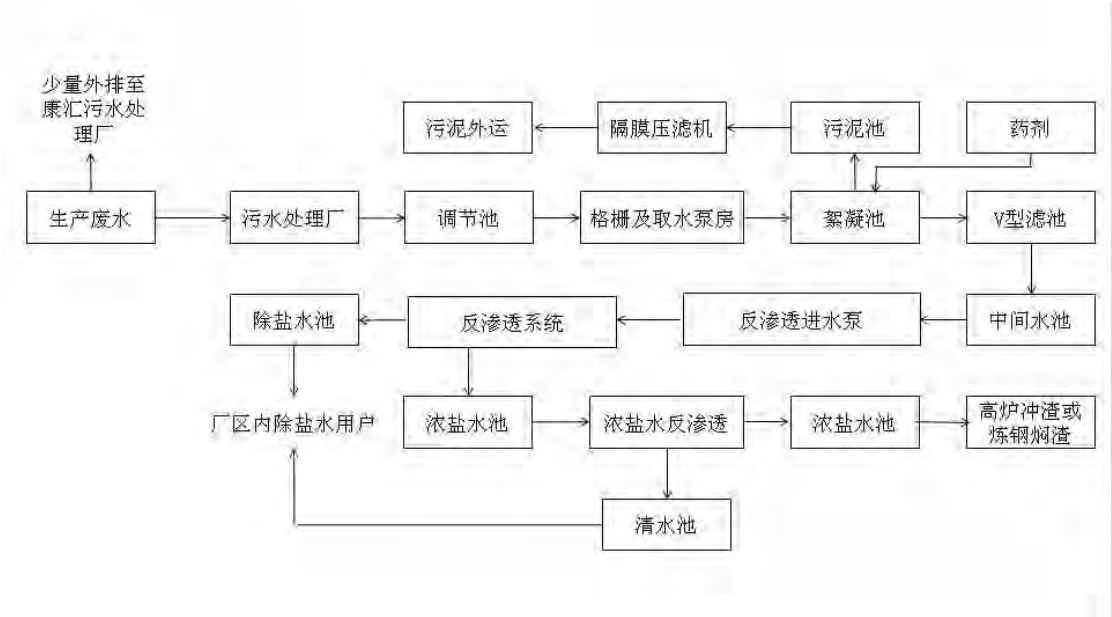 少量外排至
康汇污水处
理厂
污泥外运
隔膜压滤机
污泥池
药剂
生产废水
污水处理厂
调节池
格栅及取水泵房
絮凝池
V型滤池
除盐水池
反渗透系统
反渗透进水泵
中间水池
厂区内除盐水用户
浓盐水池
浓盐水反渗透
浓盐水池
高炉冲渣或
炼钢焖渣
清水池